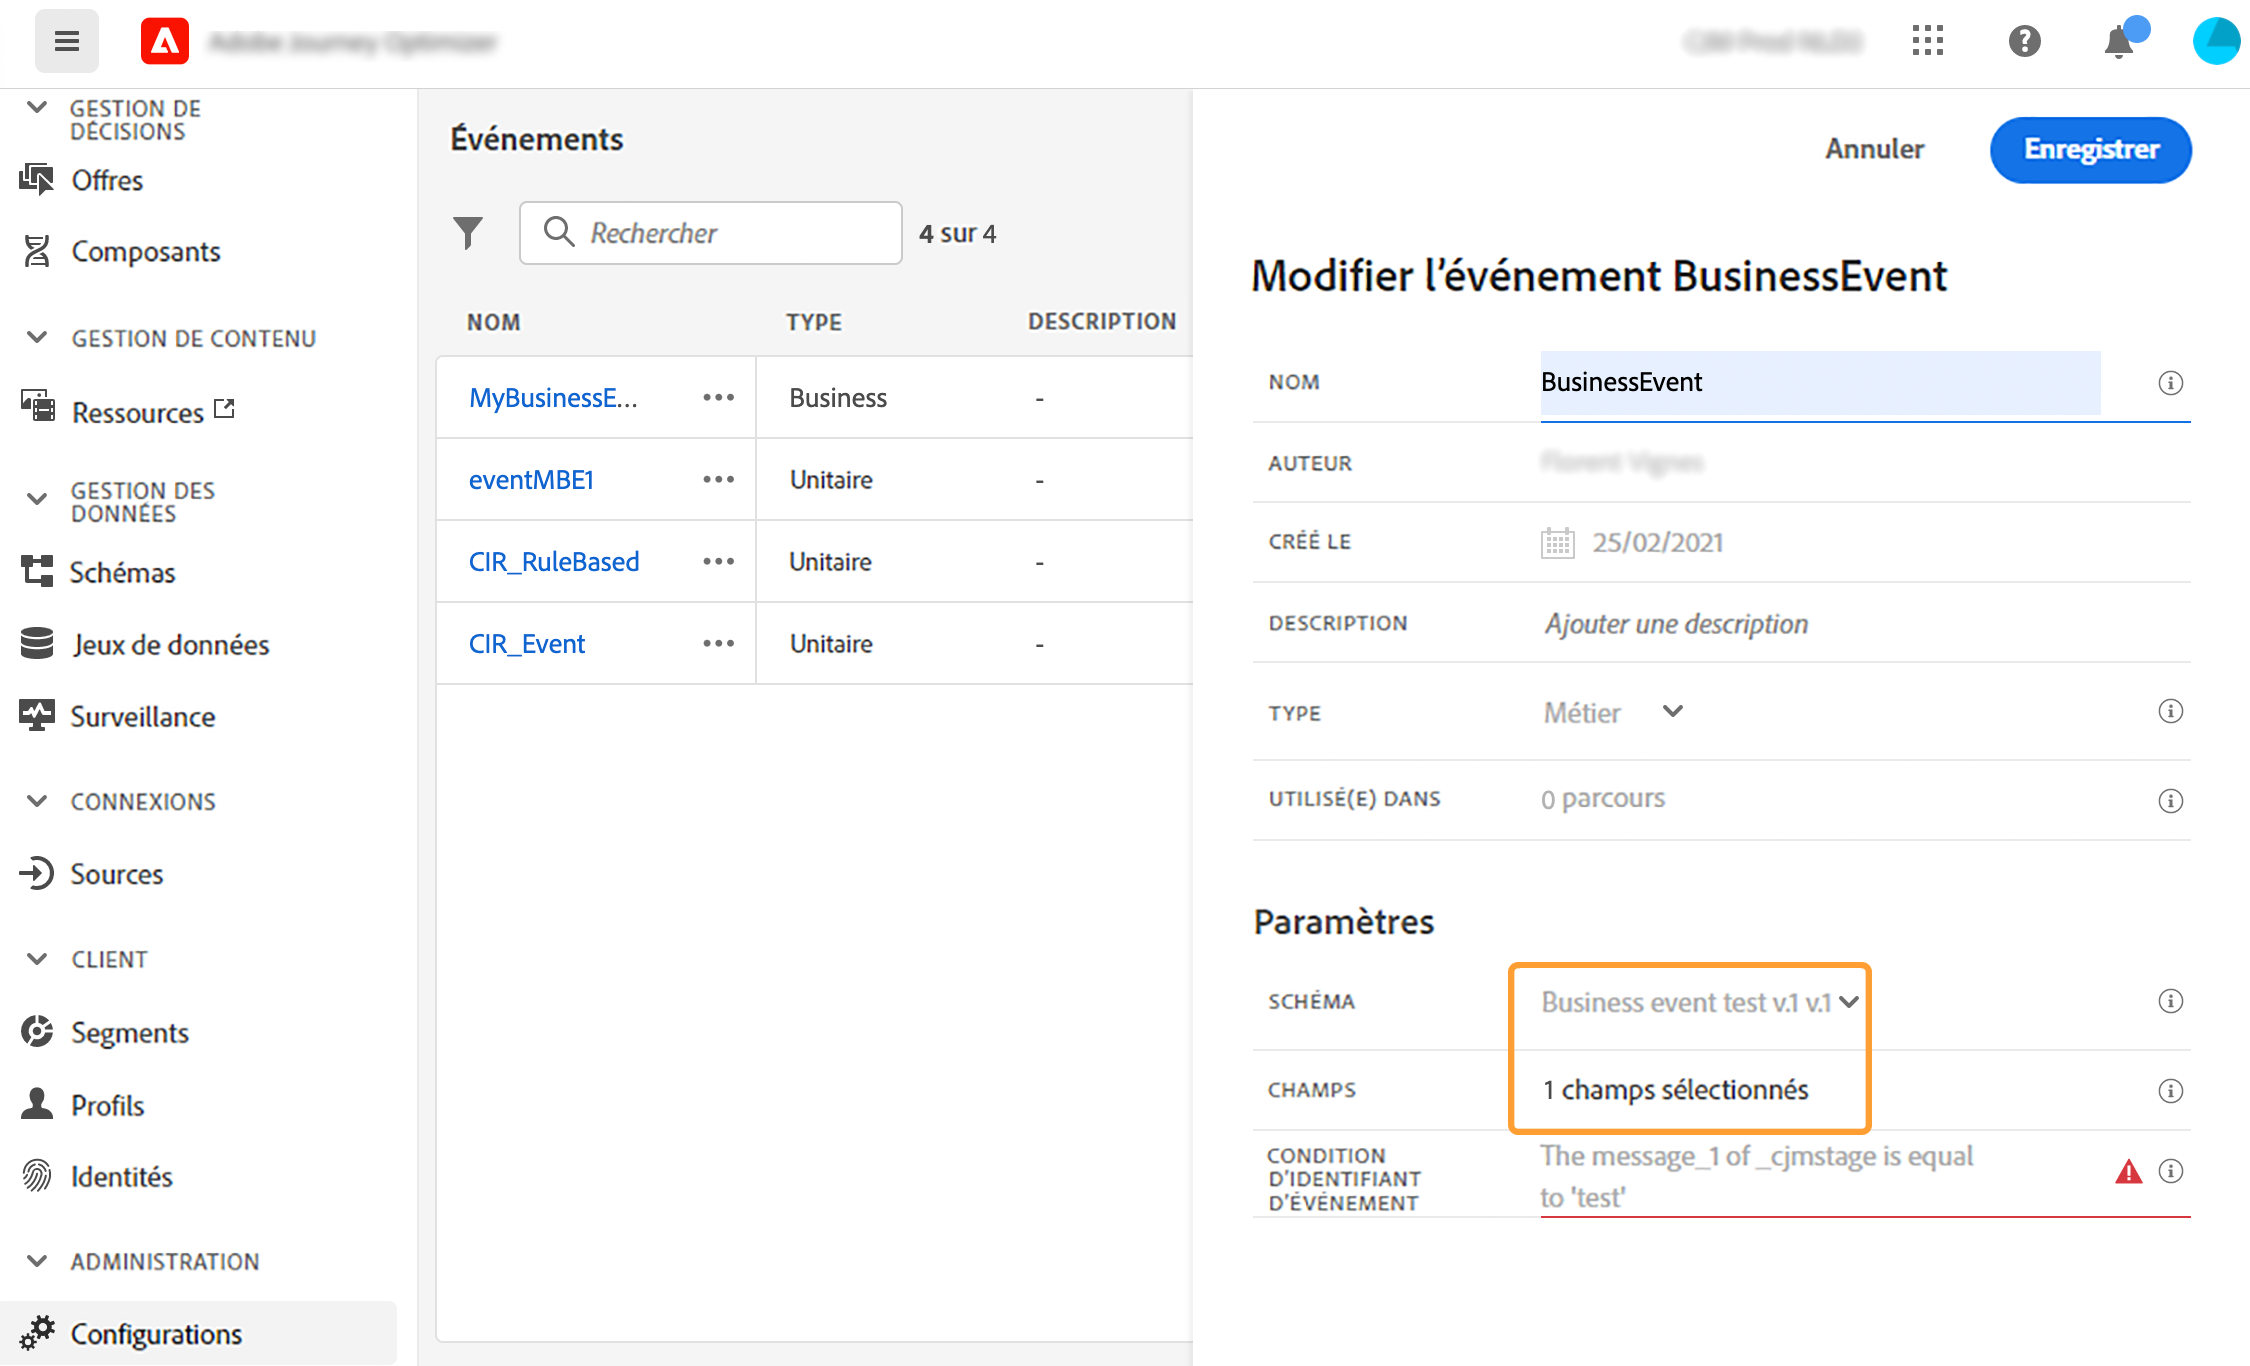 GESTION DE
DÉCISIONS
Offres
Composants
GESTION DE CONTENU
Ressources
GESTION DES
DONNÉES
Schémas
Jeux de données
Surveillance
CONNEXIONS
Sources
CLIENT
Segments
Profils
Identités
ADMINISTRATION
Configurations
Événements
Rechercher
4 sur 4
NOM TYPE DESCRIPTION
MyBusinessE... ••• Business -
eventMBE1 ••• Unitaire -
CIR_RuleBased ••• Unitaire -
CIR_Event ••• Unitaire -
Annuler
Enregistrer
Modifier l’événement BusinessEvent
NOM BusinessEvent
AUTEUR
CRÉÉ LE 25/02/2021
DESCRIPTION Ajouter une description
TYPE Métier
UTILISÉ(E) DANS 0 parcours
Paramètres
SCHÉMA Business event test v.1 v.1
CHAMPS 1 champs sélectionnés
CONDITION
D’IDENTIFIANT
D’ÉVÉNEMENT
The message_1 of _cjmstage is equal
to 'test'